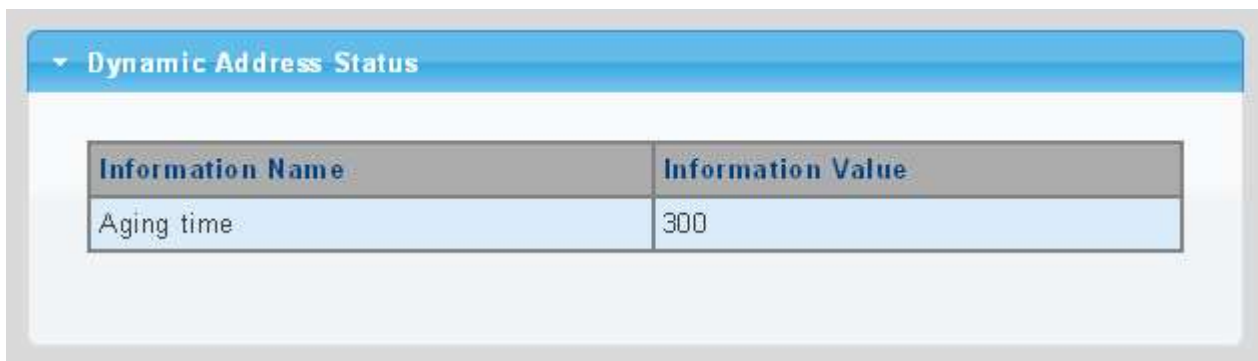 Dynamic Address Status
Information Name Information Value
Aging time 300